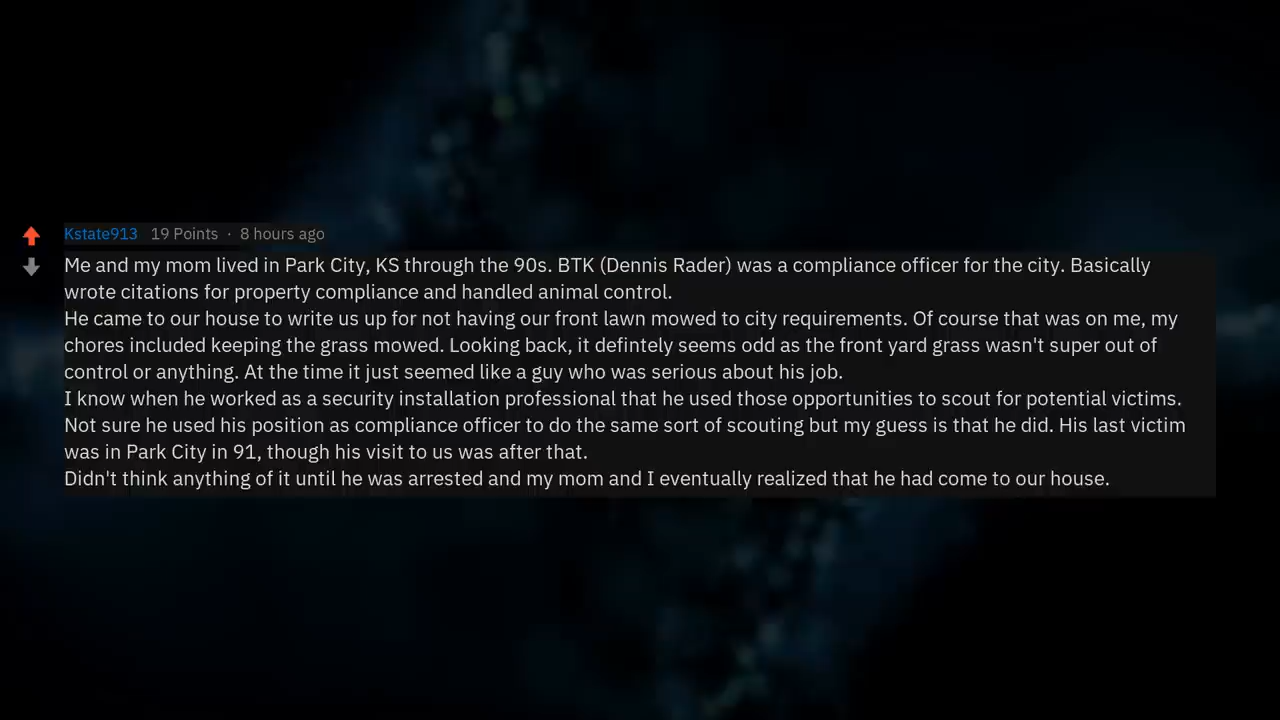 Kstate913 19 Points · 8 hours ago
Me and my mom lived in Park City, KS through the 90s. BTK (Dennis Rader) was a compliance officer for the city. Basically
wrote citations for property compliance and handled animal control.
He came to our house to write us up for not having our front lawn mowed to city requirements. Of course that was on me, my
chores included keeping the grass mowed. Looking back, it defintely seems odd as the front yard grass wasn't super out of
control or anything. At the time it just seemed like a guy who was serious about his job.
I know when he worked as a security installation professional that he used those opportunities to scout for potential victims.
Not sure he used his position as compliance officer to do the same sort of scouting but my guess is that he did. His last victim
was in Park City in 91, though his visit to us was after that.
Didn't think anything of it until he was arrested and my mom and I eventually realized that he had come to our house.